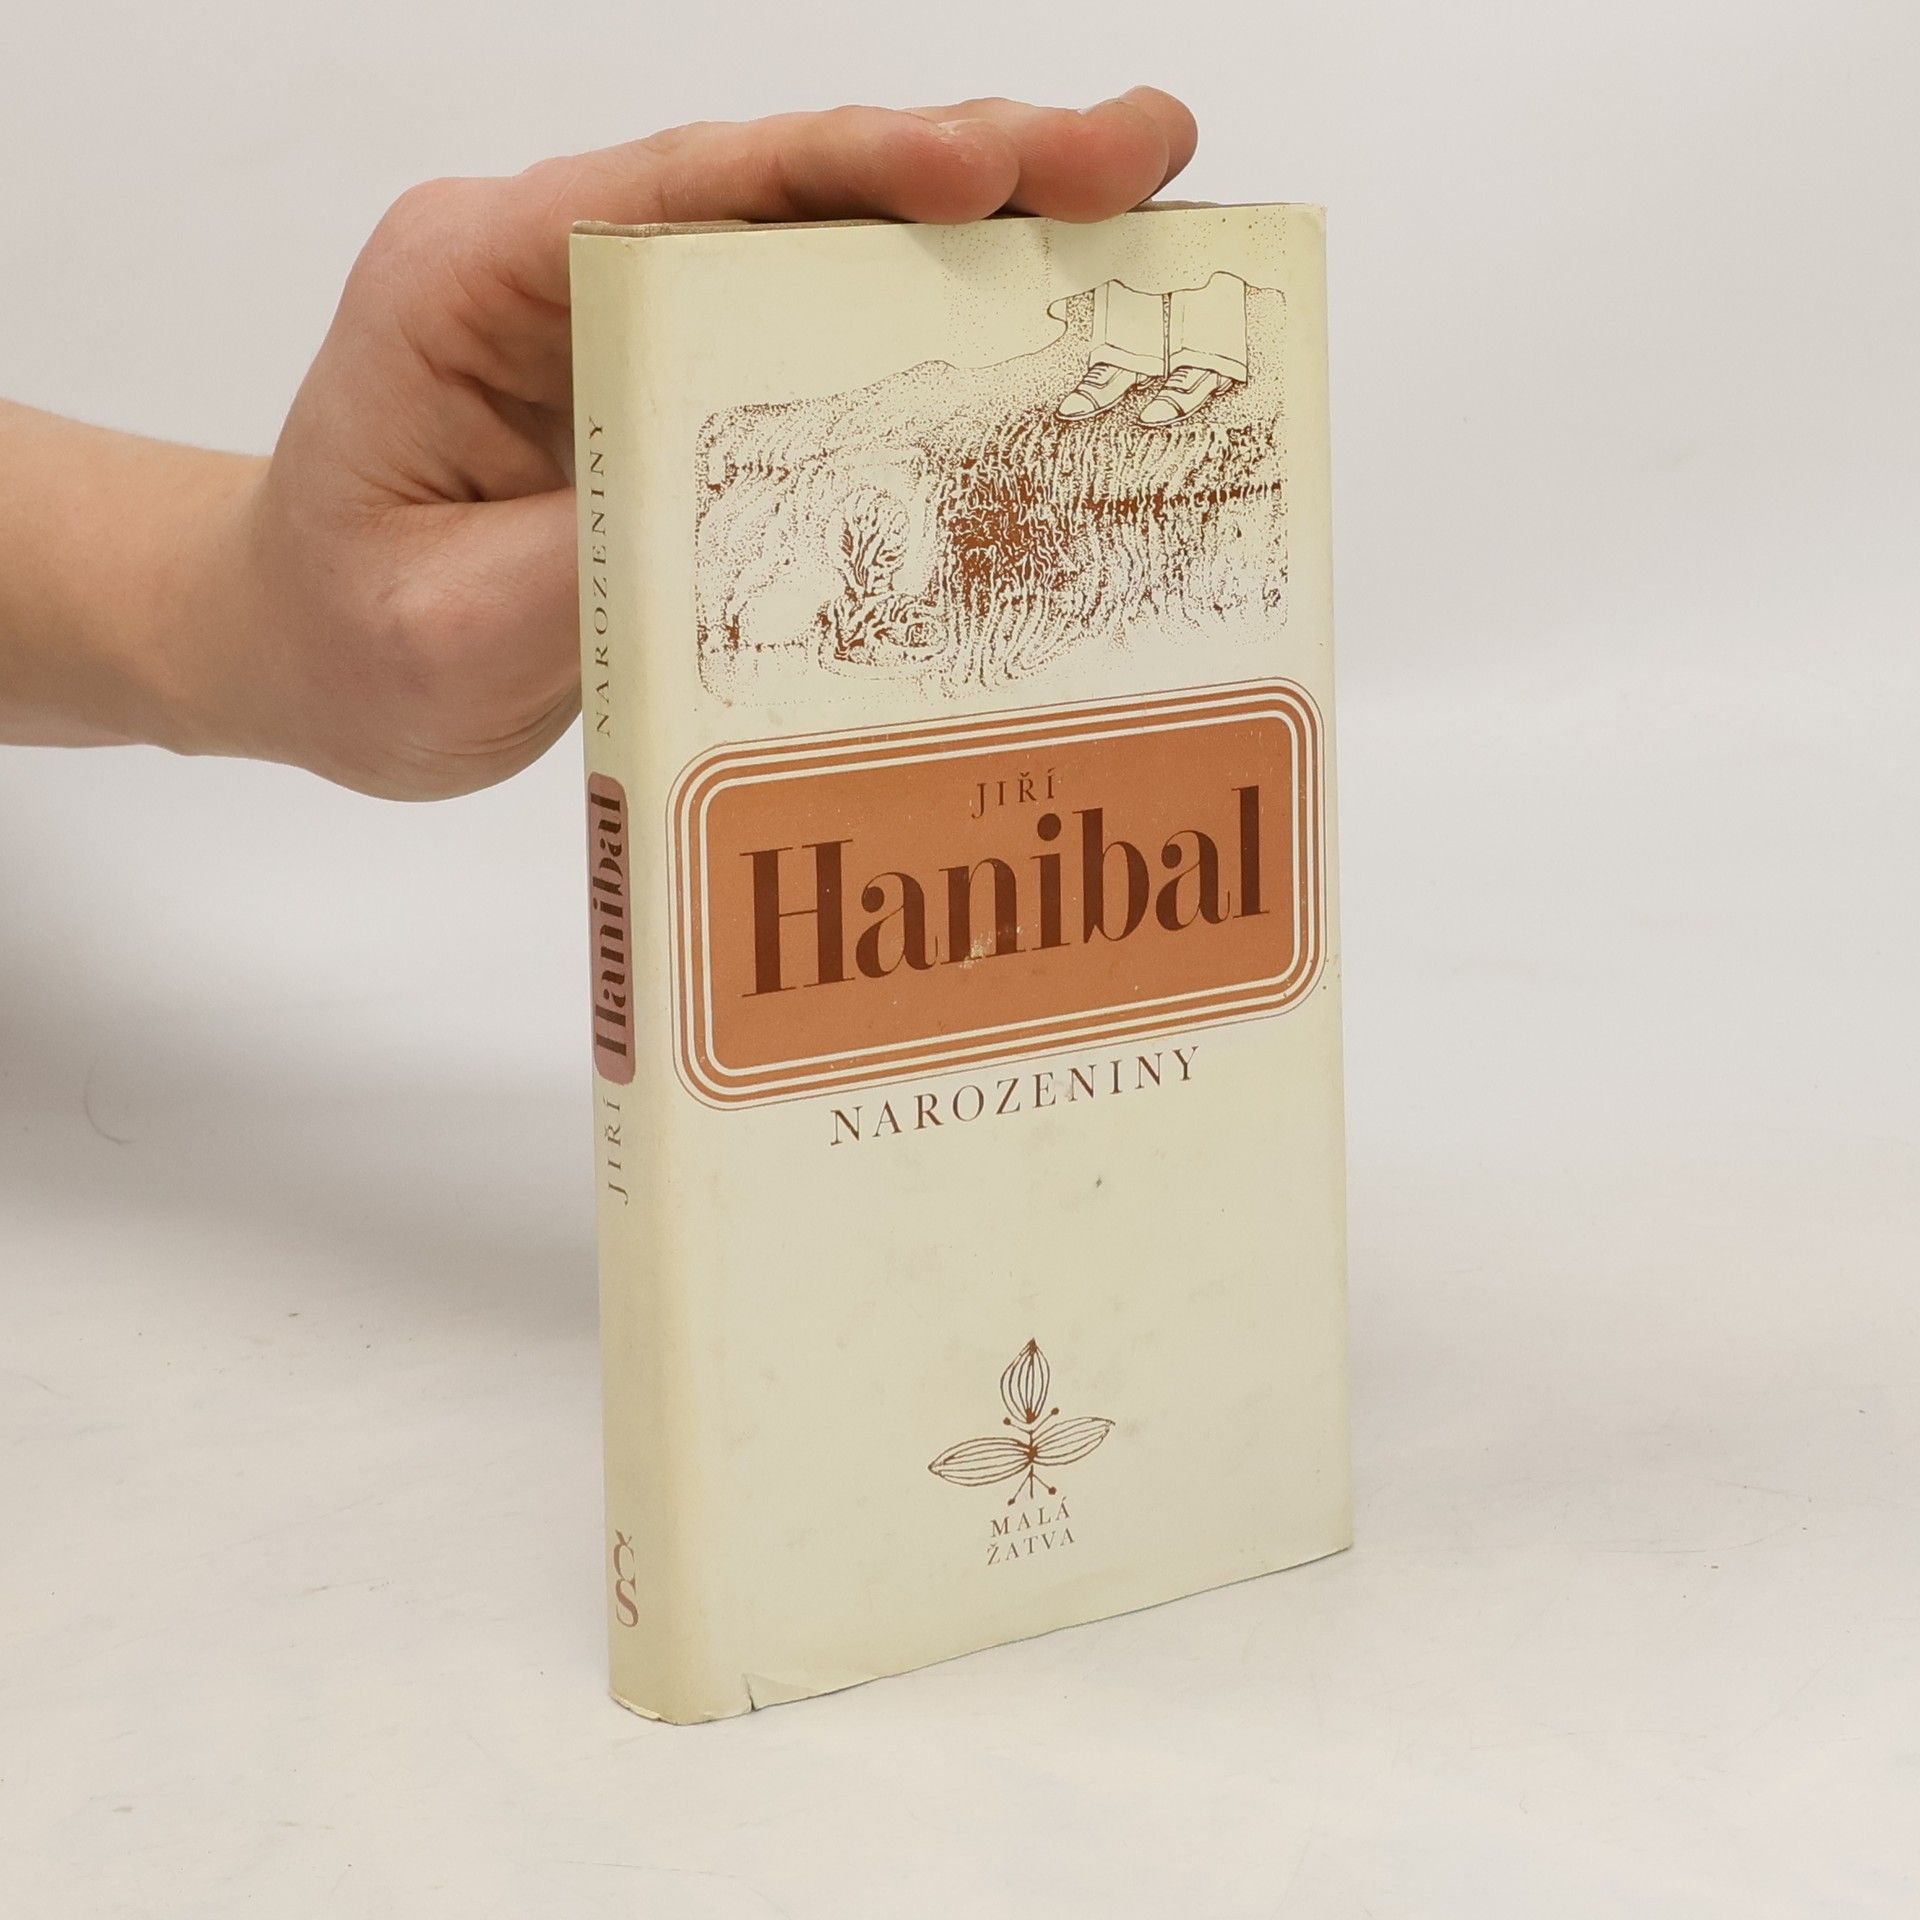 JIŘÍ
Hanibal
NAROZENINY
MALÁ
ŽATVA
JIŘÍ Hanibal NAROZENINY
ČS